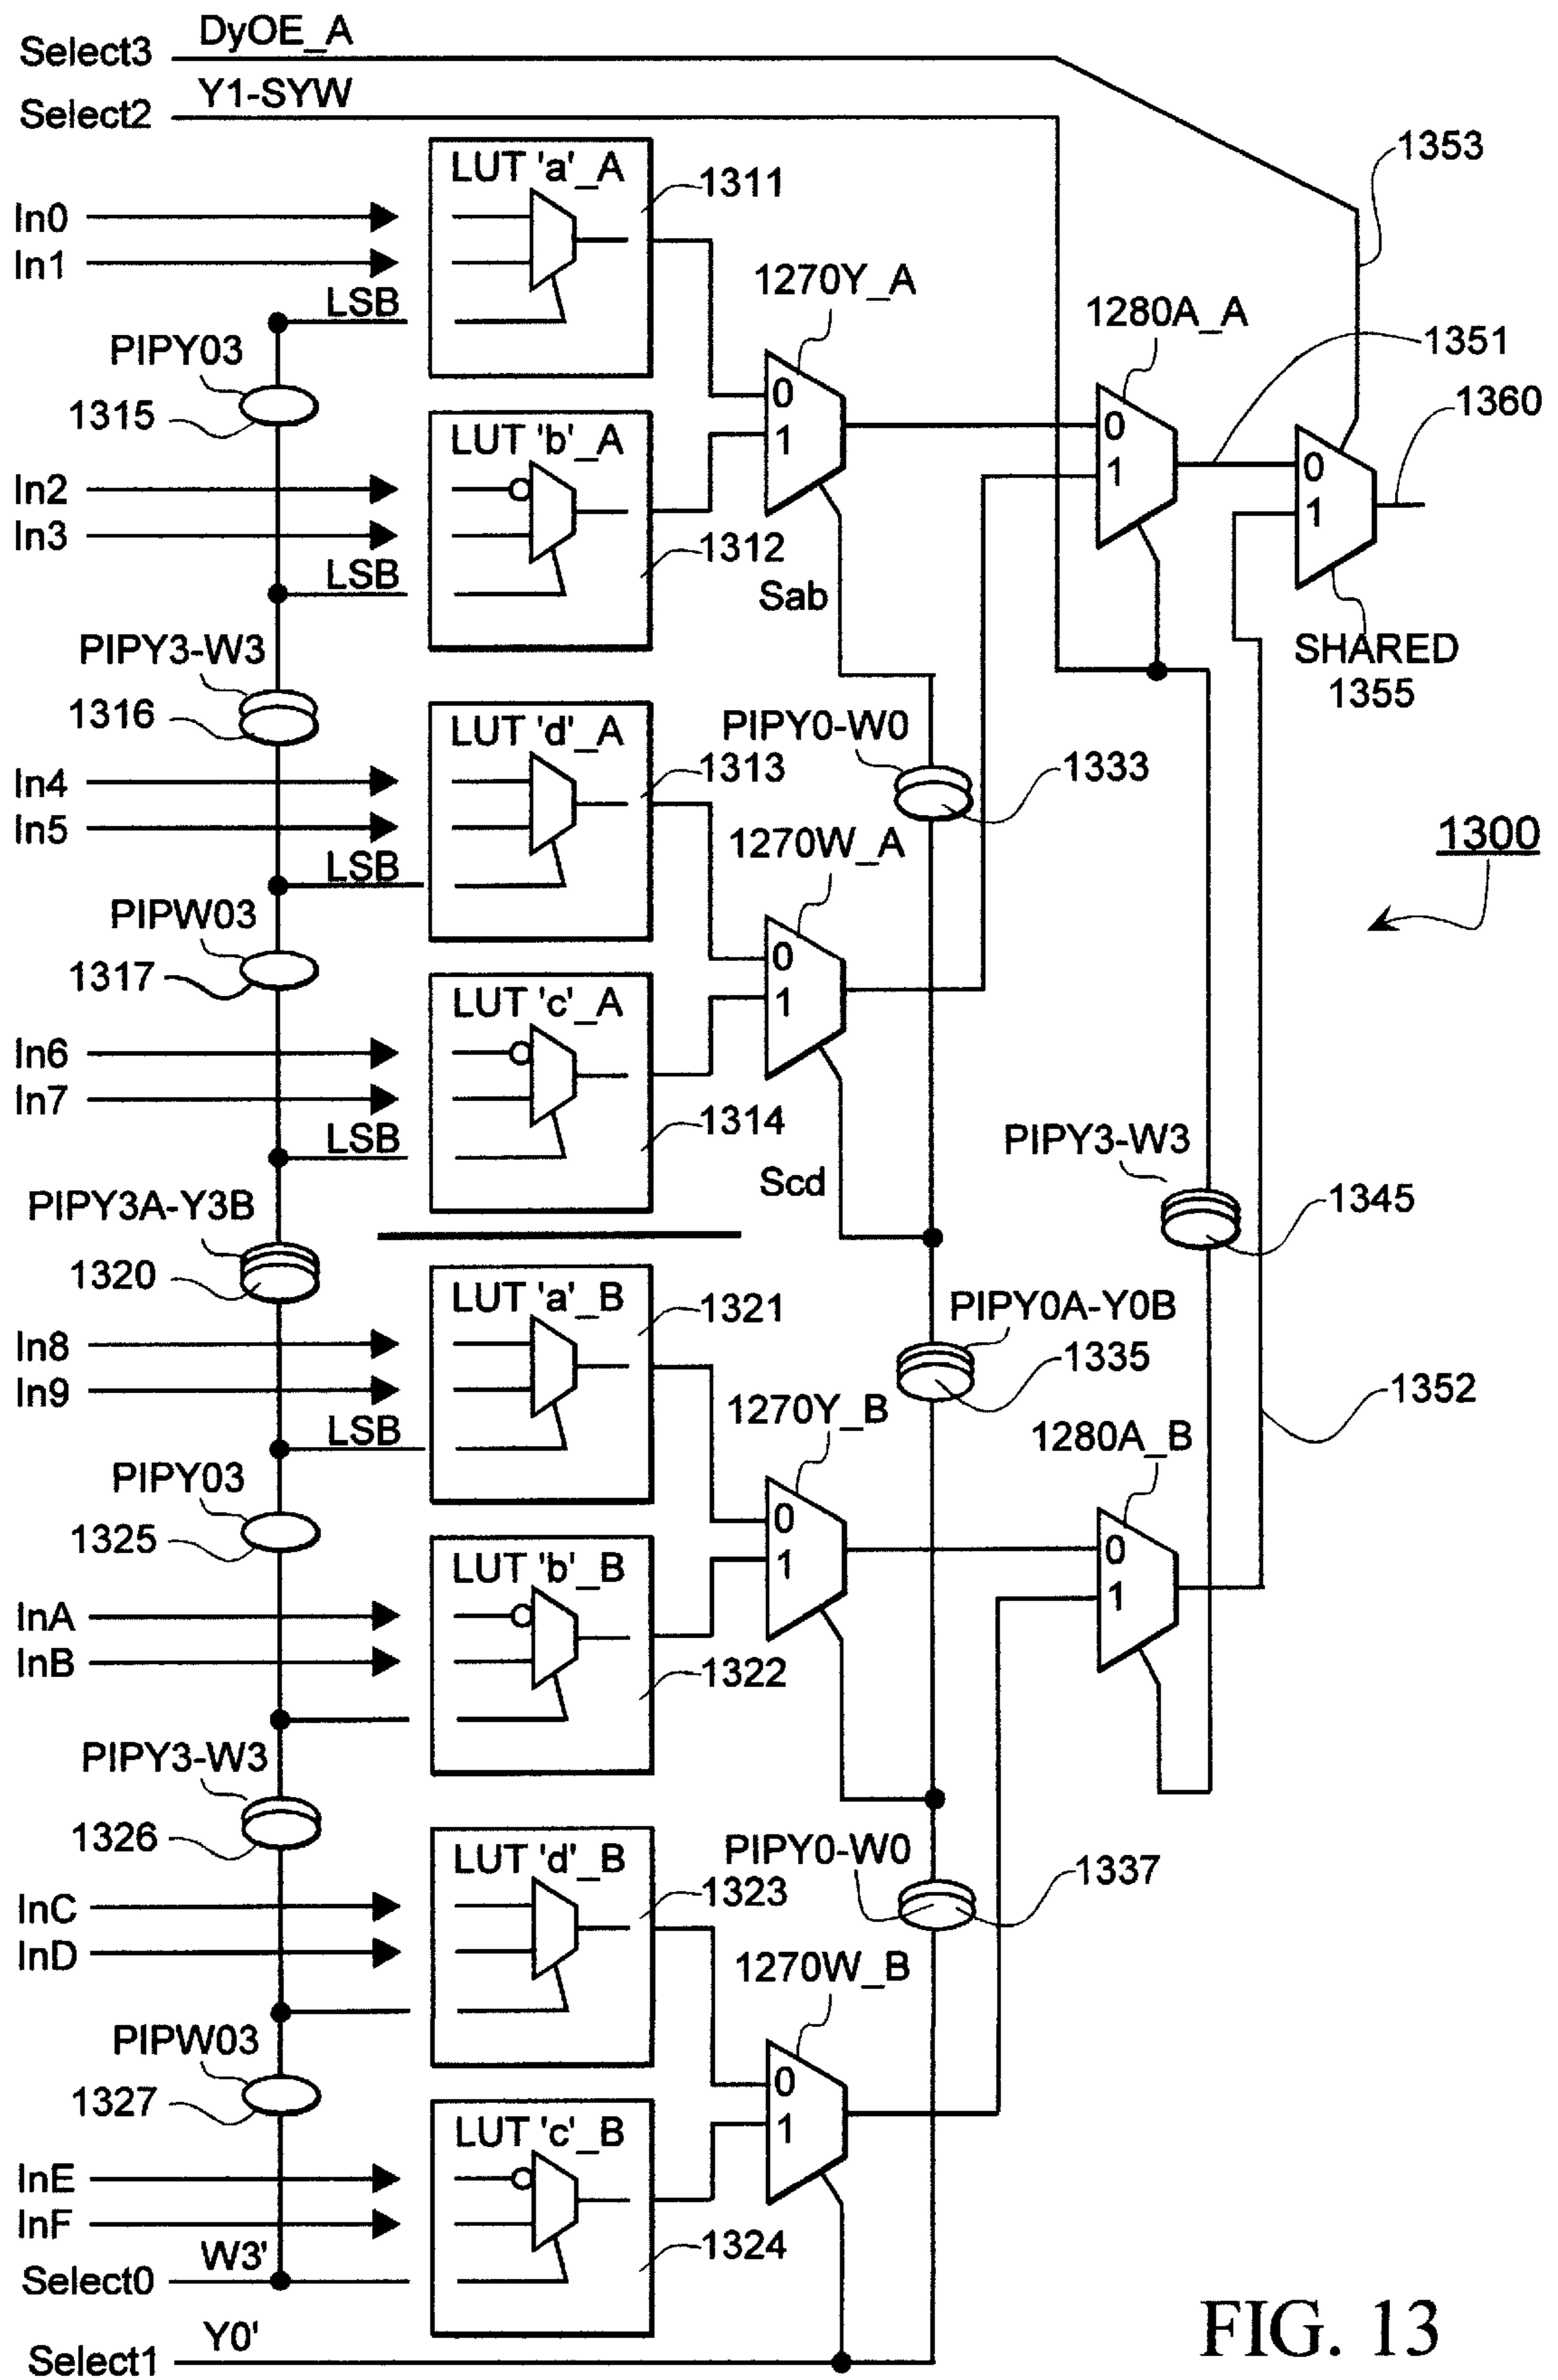 Select3 DyOE_A
Select2 Y1-SYW
1353
LUT 'a'_A 1311
In0
In1
LSB
1270Y_A
1280A_A
1351
PIPY03
1315
0
1
0
1
1360
0
1
LUT 'b'_A
In2
In3
1312
LSB
Sab
SHARED
1355
PIPY3-W3
1316
LUT 'd'_A
PIPY0-W0
1313
1333
In4
In5
1270W_A
1300
LSB
PIPW03
1317
0
1
LUT 'c'_A
In6
In7
1314
PIPY3-W3
LSB
Scd
1345
PIPY3A-Y3B
1320
LUT 'a'_B 1321
PIPY0A-Y0B
1335
In8
In9
1352
1270Y_B
1280A_B
LSB
PIPY03
1325
0
1
0
1
LUT 'b'_B
InA
InB
1322
PIPY3-W3
1326
LUT 'd'_B
PIPY0-W0
1337
1323
InC
InD
1270W_B
PIPW03
1327
0
1
LUT 'c'_B
InE
InF
1324
Select0 W3'
Select1 Y0'
FIG. 13